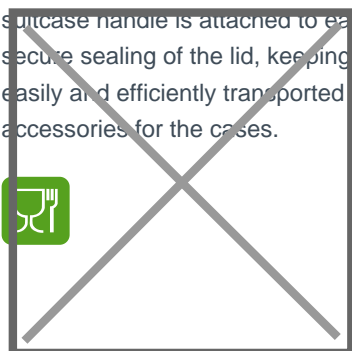 suitcase handle is attached to ea
secure sealing of the lid, keeping
easily and efficiently transported
accessories for the cases.